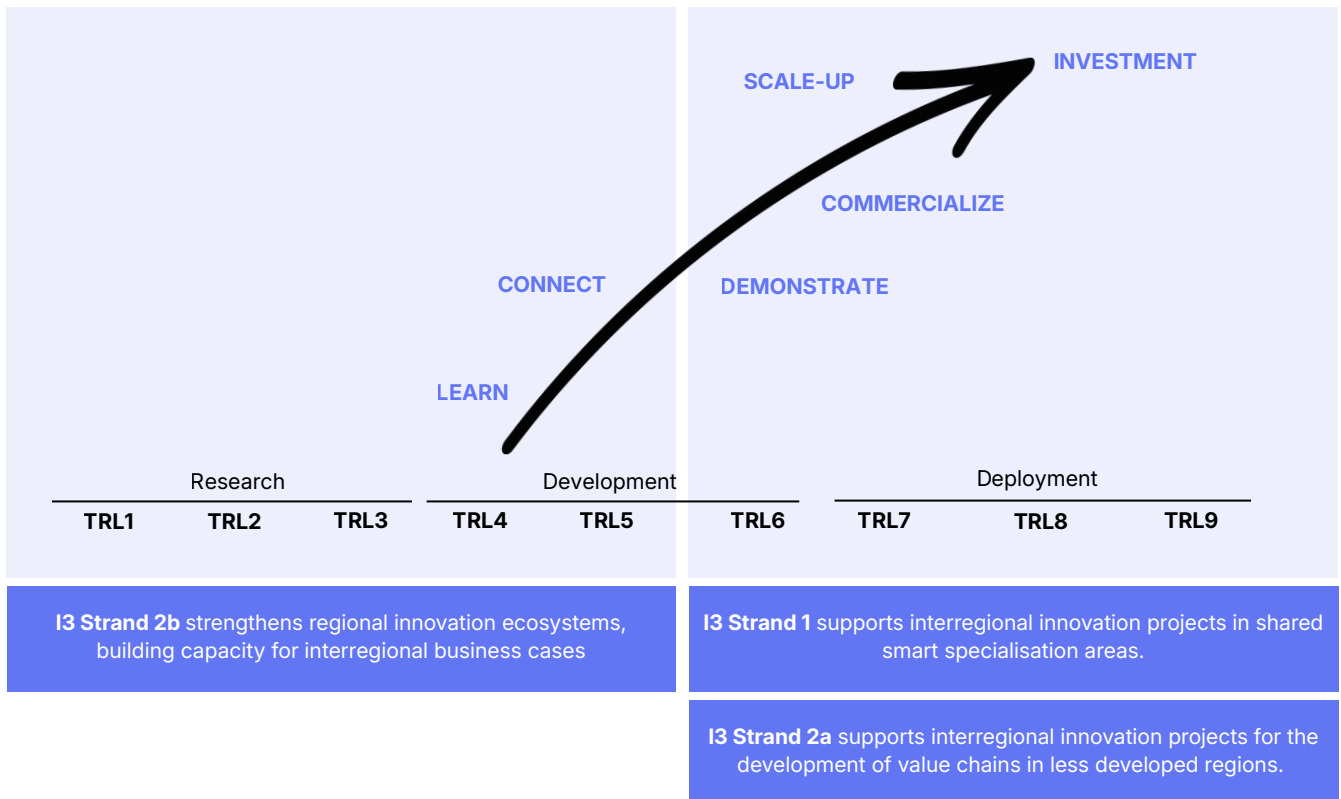 INVESTMENT
SCALE-UP
COMMERCIALIZE
CONNECT
DEMONSTRATE
LEARN
Research
Development
Deployment
TRL1
TRL2
TRL3
TRL4
TRL5
TRL6
TRL7
TRL8
TRL9
I3 Strand 2b strengthens regional innovation ecosystems,
building capacity for interregional business cases
I3 Strand 1 supports interregional innovation projects in shared
smart specialisation areas.
I3 Strand 2a supports interregional innovation projects for the
development of value chains in less developed regions.